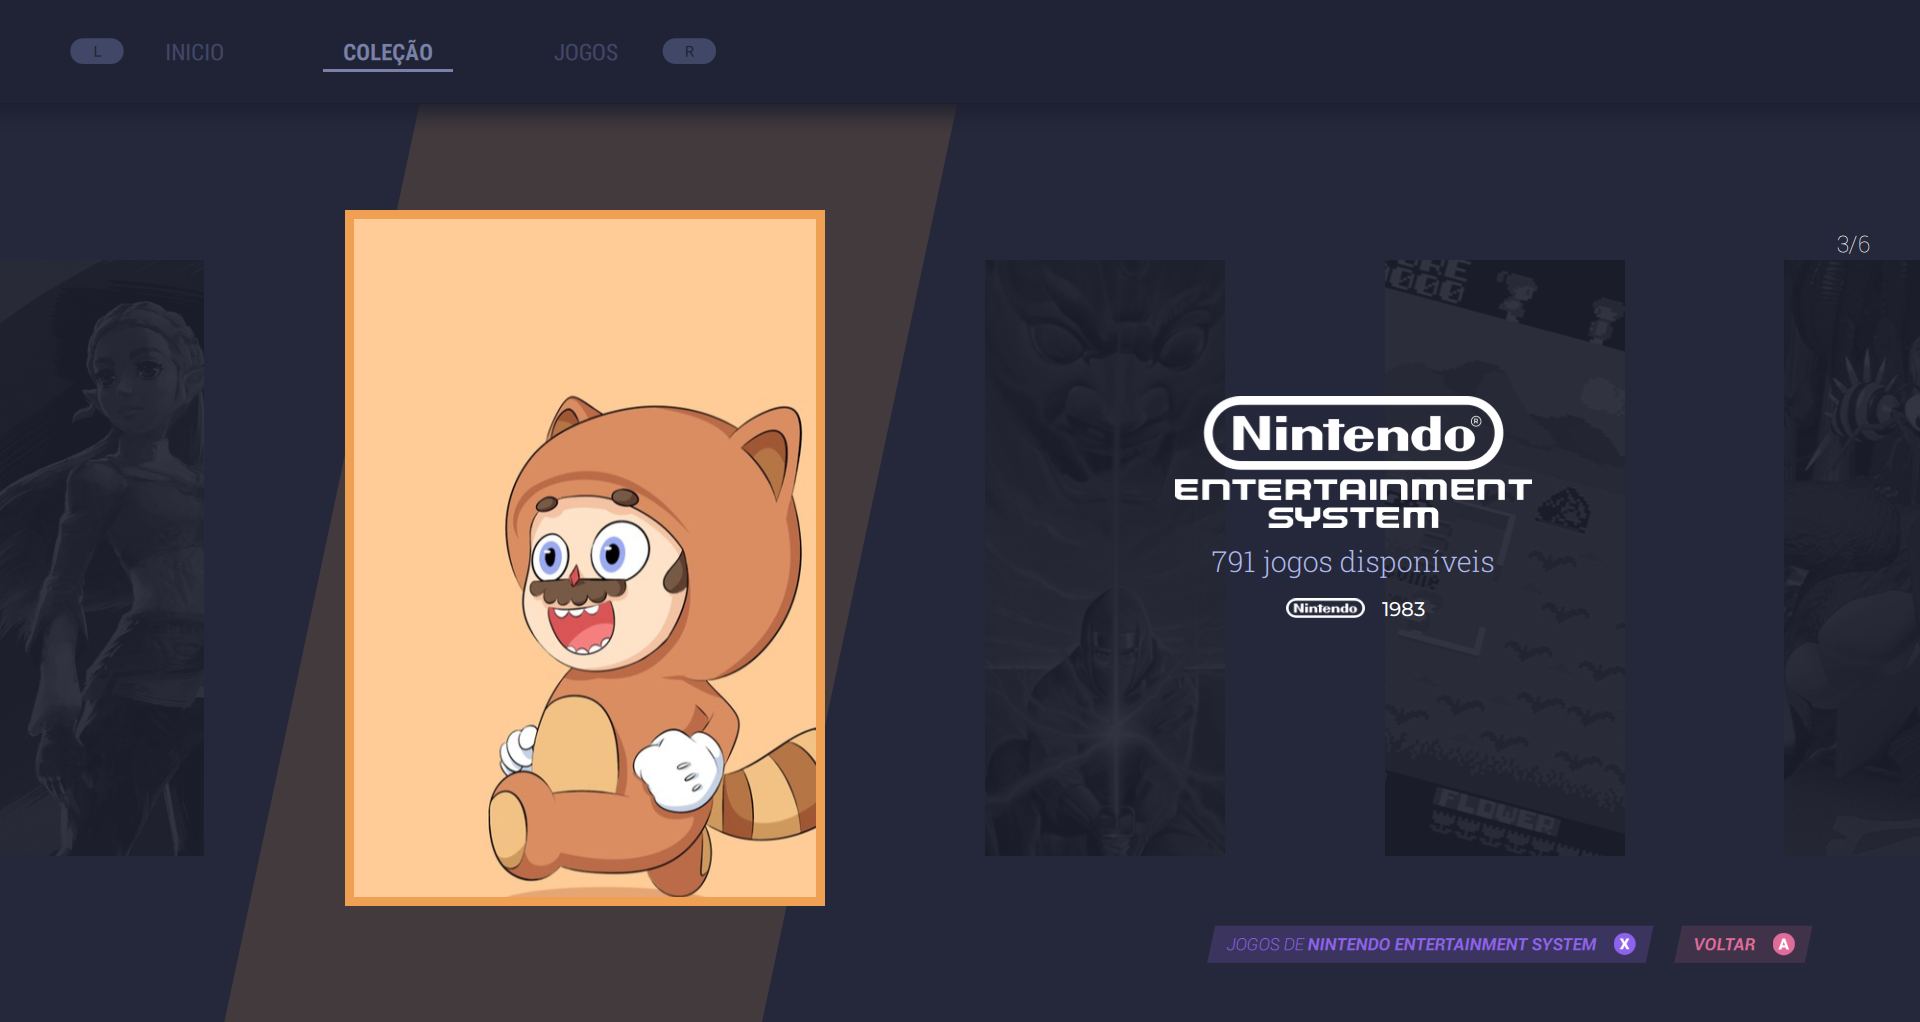 L INICIO COLEÇÃO JOGOS R
3/6
Nintendo®
ENTERTAINMENT
SYSTEM
791 jogos disponíveis
Nintendo 1983
FLOWER
JOGOS DE NINTENDO ENTERTAINMENT SYSTEM X VOLTAR A